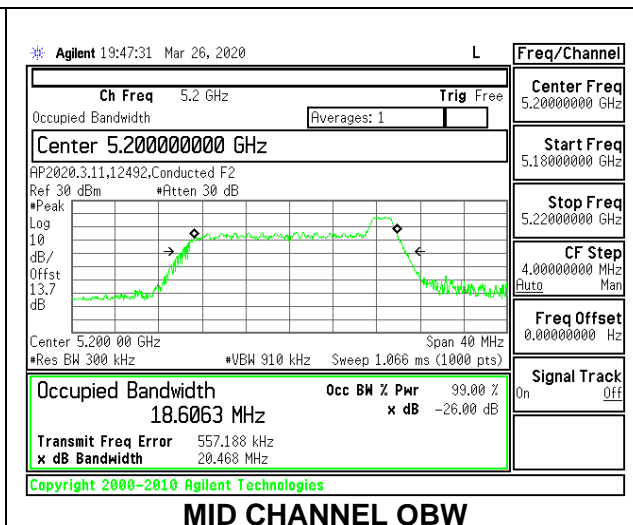 Agilent 19:47:31 Mar 26, 2020 L
Freq/Channel
Ch Freq 5.2 GHz Trig Free
Occupied Bandwidth Averages: 1
Center 5.200000000 GHz
AP2020.3.11,12492,Conducted F2
Ref 30 dBm #Atten 30 dB
#Peak
Log
10
dB/
Offst
13.7
dB
Center 5.200 00 GHz Span 40 MHz
#Res BW 300 kHz #VBW 910 kHz Sweep 1.066 ms (1000 pts)
Occupied Bandwidth Occ BW % Pwr 99.00 %
18.6063 MHz x dB -26.00 dB
Transmit Freq Error 557.188 kHz
x dB Bandwidth 20.468 MHz
Copyright 2000-2010 Agilent Technologies
Center Freq
5.20000000 GHz
Start Freq
5.18000000 GHz
Stop Freq
5.22000000 GHz
CF Step
4.00000000 MHz
Auto Man
Freq Offset
0.00000000 Hz
Signal Track
On Off
MID CHANNEL OBW